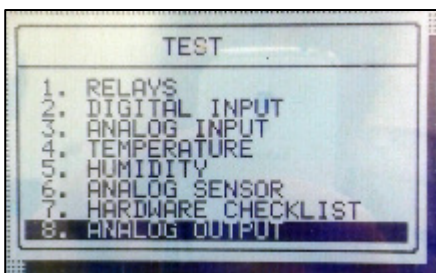 TEST
1. RELAYS
2. DIGITAL INPUT
3. ANALOG INPUT
4. TEMPERATURE
5. HUMIDITY
6. ANALOG SENSOR
7. HARDWARE CHECKLIST
8. ANALOG OUTPUT